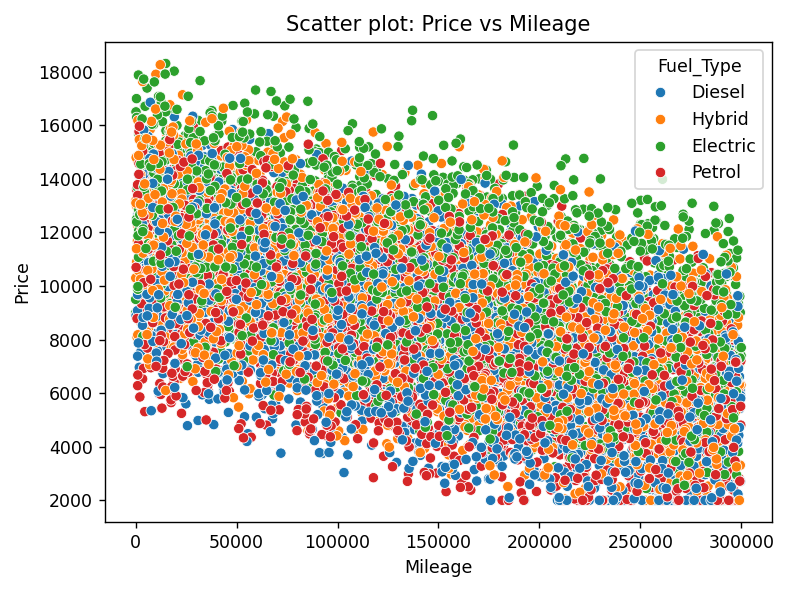 Scatter plot: Price vs Mileage
Fuel_Type
Diesel
Hybrid
Electric
Petrol
Price
18000
16000
14000
12000
10000
8000
6000
4000
2000
0
50000
100000
150000
200000
250000
300000
Mileage